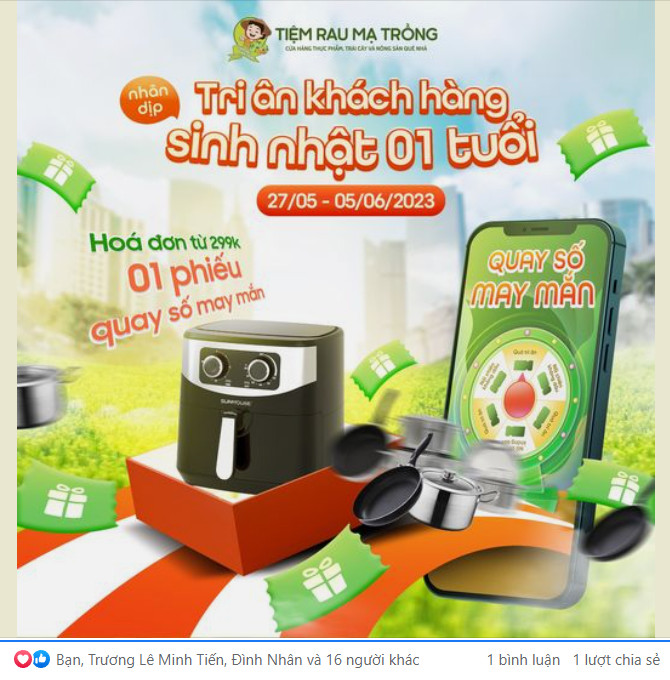 TIỆM RAU MẠ TRỒNG
CỬA HÀNG THỰC PHẨM, TRÁI CÂY VÀ NÔNG SẢN QUÊ NHÀ
nhân dịp
Tri ân khách hàng
sinh nhật 01 tuổi
27/05 - 05/06/2023
Hoá đơn từ 299k
01 phiếu
quay số may mắn
QUAY SỐ
MAY MẮN
SUNHOUSE
Bạn, Trương Lê Minh Tiến, Đình Nhân và 16 người khác
1 bình luận 1 lượt chia sẻ